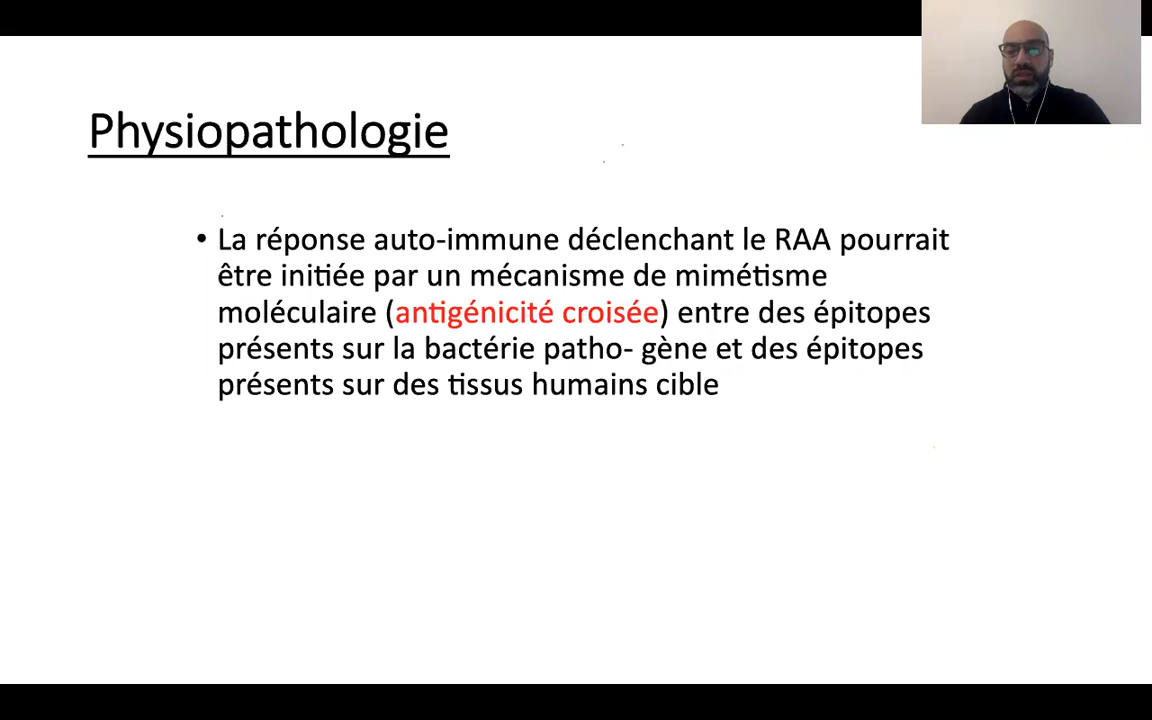 Physiopathologie
• La réponse auto-immune déclenchant le RAA pourrait
être initiée par un mécanisme de mimétisme
moléculaire (antigénicité croisée) entre des épitopes
présents sur la bactérie patho- gène et des épitopes
présents sur des tissus humains cible